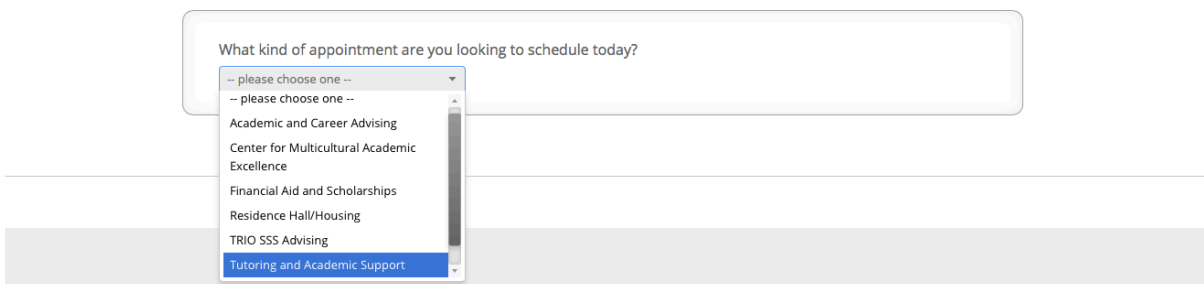 What kind of appointment are you looking to schedule today?
-- please choose one --
-- please choose one --
Academic and Career Advising
Center for Multicultural Academic
Excellence
Financial Aid and Scholarships
Residence Hall/Housing
TRIO SSS Advising
Tutoring and Academic Support